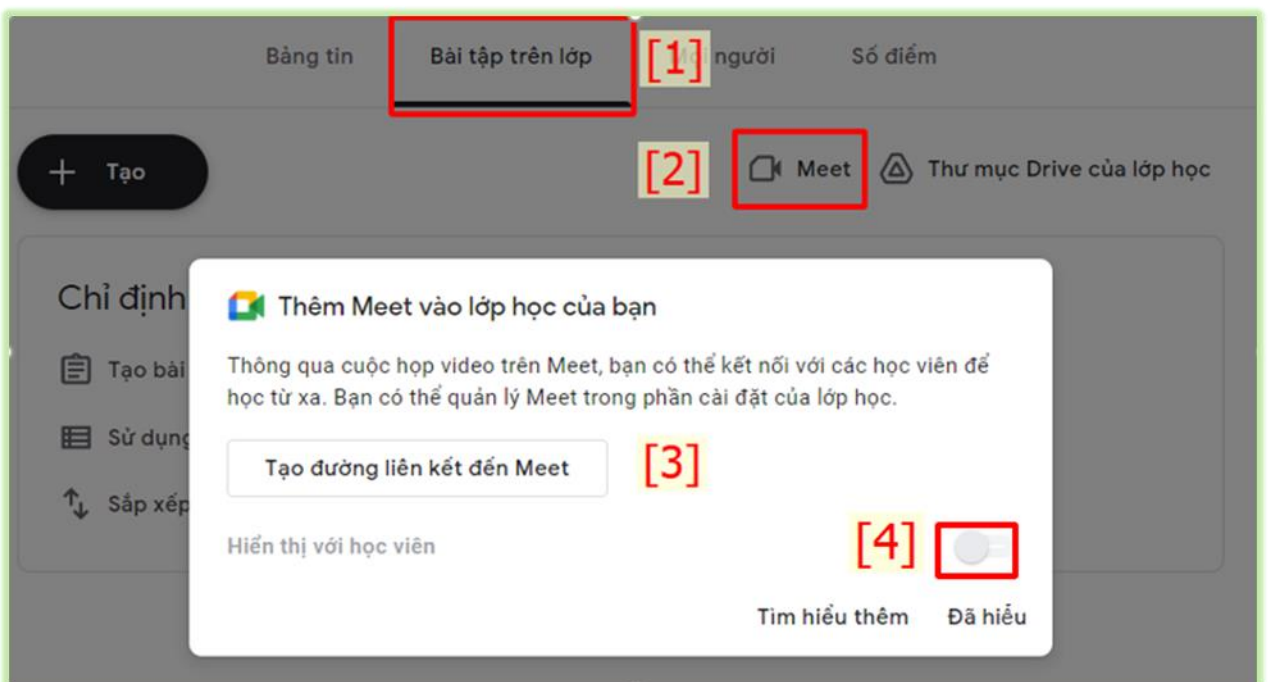 Bảng tin Bài tập trên lớp [1] người Số điểm
+ Tạo [2] Meet Thư mục Drive của lớp học
Chỉ định
Thêm Meet vào lớp học của bạn
Tạo bài
Thông qua cuộc họp video trên Meet, bạn có thể kết nối với các học viên để
học từ xa. Bạn có thể quản lý Meet trong phần cài đặt của lớp học.
Sử dụng
Tạo đường liên kết đến Meet [3]
Sắp xếp
Hiển thị với học viên [4]
Tìm hiểu thêm Đã hiểu